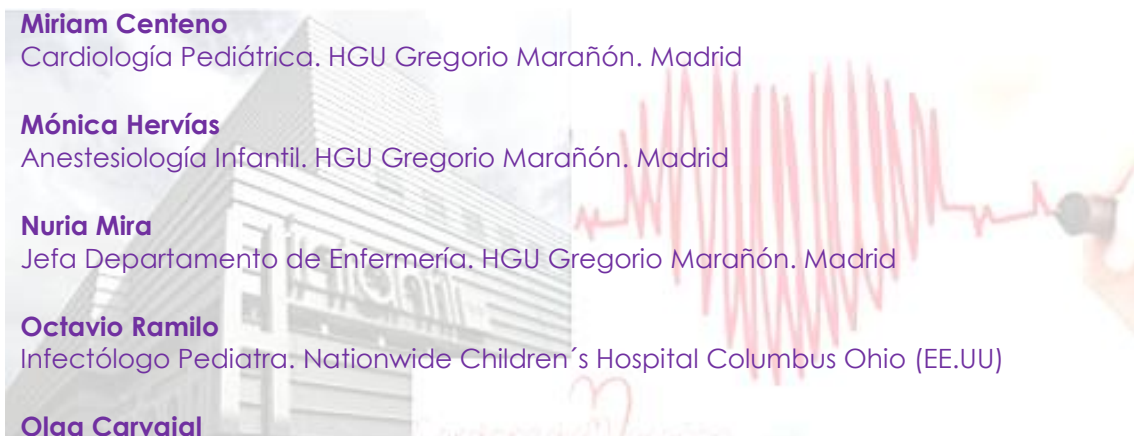 Miriam Centeno
Cardiología Pediátrica. HGU Gregorio Marañón. Madrid
Mónica Hervías
Anestesiología Infantil. HGU Gregorio Marañón. Madrid
Nuria Mira
Jefa Departamento de Enfermería. HGU Gregorio Marañón. Madrid
Octavio Ramilo
Infectólogo Pediatra. Nationwide Children´s Hospital Columbus Ohio (EE.UU)
Olga Carvajal